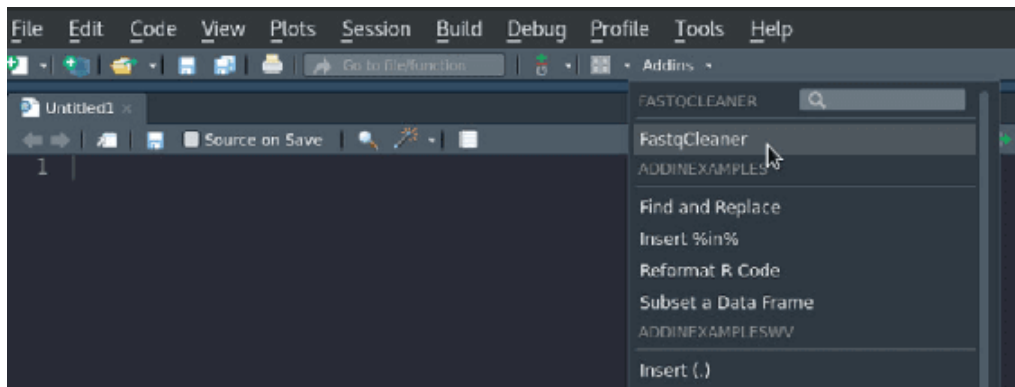 File Edit Code View Plots Session Build Debug Profile Tools Help
Go to file/function Addins
Untitled1
FASTQCLEANER
Source on Save
FastqCleaner
1
ADDINEXAMPLES
Find and Replace
Insert %in%
Reformat R Code
Subset a Data Frame
ADDINEXAMPLESWV
Insert (.)